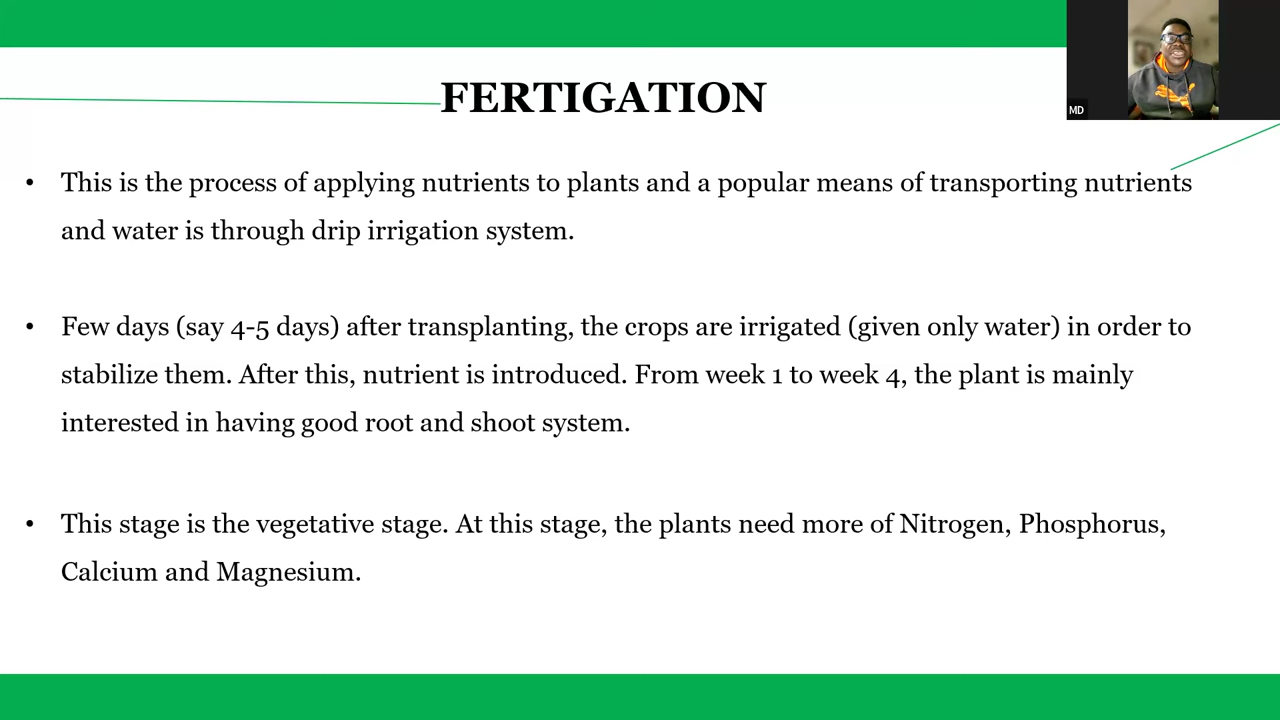 FERTIGATION
MD
• This is the process of applying nutrients to plants and a popular means of transporting nutrients
and water is through drip irrigation system.
• Few days (say 4-5 days) after transplanting, the crops are irrigated (given only water) in order to
stabilize them. After this, nutrient is introduced. From week 1 to week 4, the plant is mainly
interested in having good root and shoot system.
• This stage is the vegetative stage. At this stage, the plants need more of Nitrogen, Phosphorus,
Calcium and Magnesium.